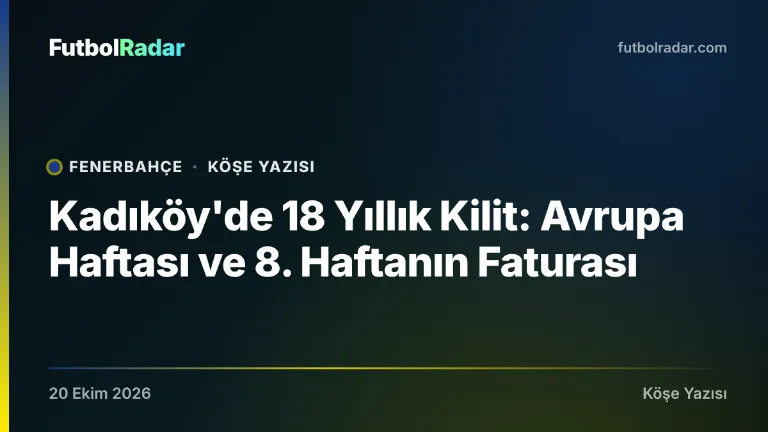 FutbolRadar
futbolradar.com
FENERBAHÇE · KÖŞE YAZISI
Kadıköy'de 18 Yıllık Kilit: Avrupa
Haftası ve 8. Haftanın Faturası
20 Ekim 2026
Köşe Yazısı